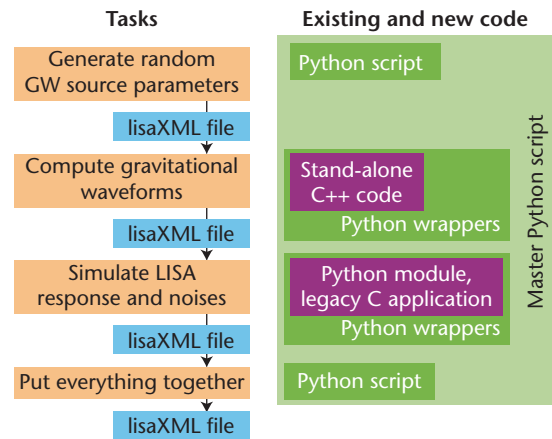 Tasks
Existing and new code
Generate random
GW source parameters
Python script
lisaXML file
Compute gravitational
waveforms
Stand-alone
C++ code
Python wrappers
lisaXML file
Simulate LISA
response and noises
Python module,
legacy C application
Python wrappers
lisaXML file
Put everything together
Python script
lisaXML file
Master Python script